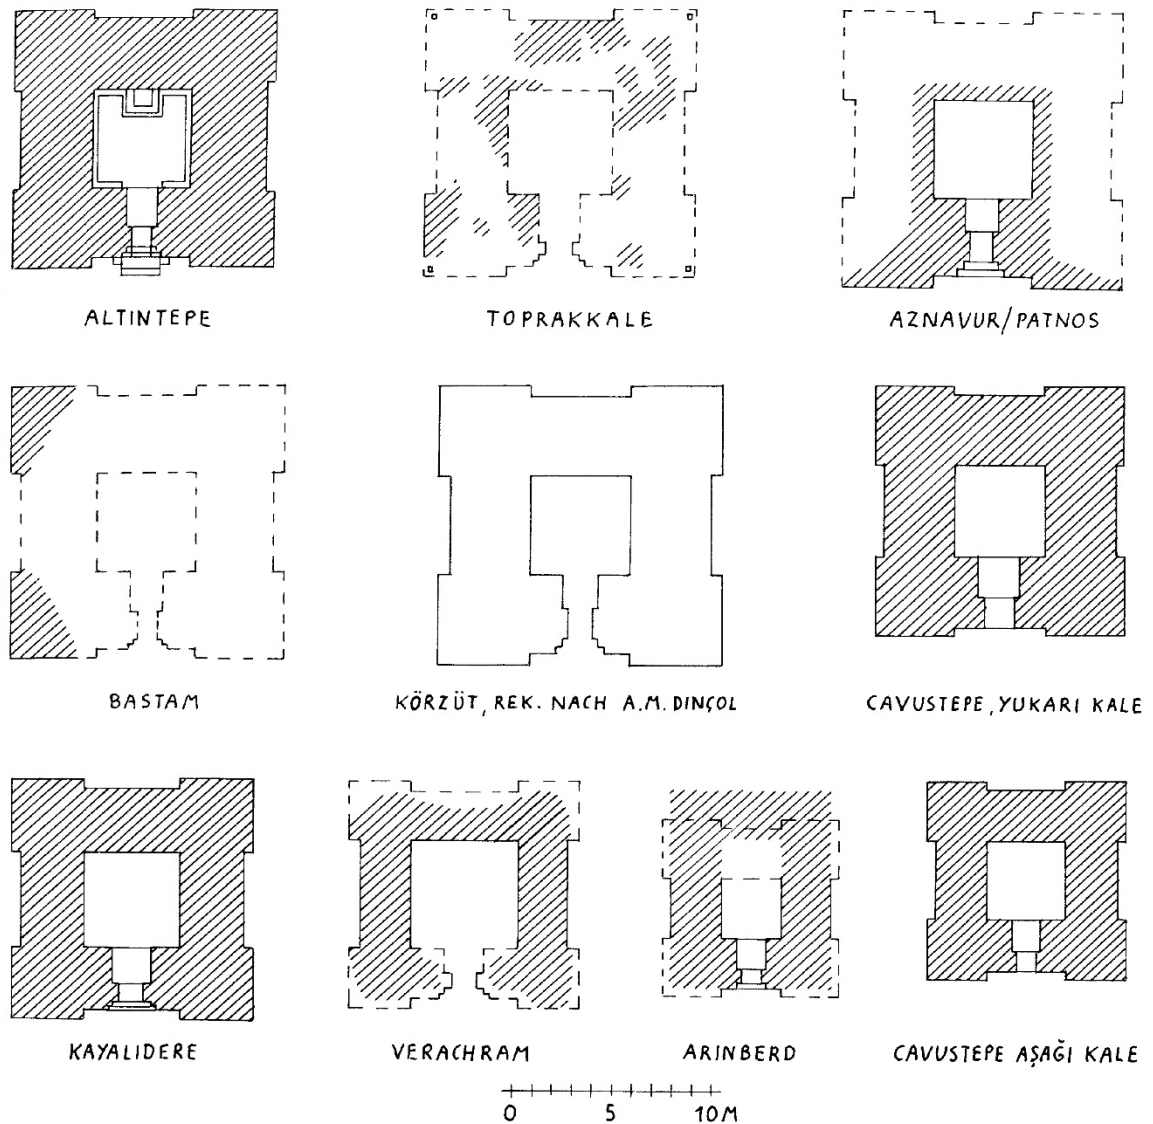 ALTINTEPE
TOPRAKKALE
AZNAVUR/PATNOS
BASTAM
KÖRZÜT, REK. NACH A.M. DINÇOL
CAVUSTEPE, YUKARI KALE
KAYALIDERE
VERACHRAM
ARINBERD
CAVUSTEPE AŞAĞI KALE
0 5 10M